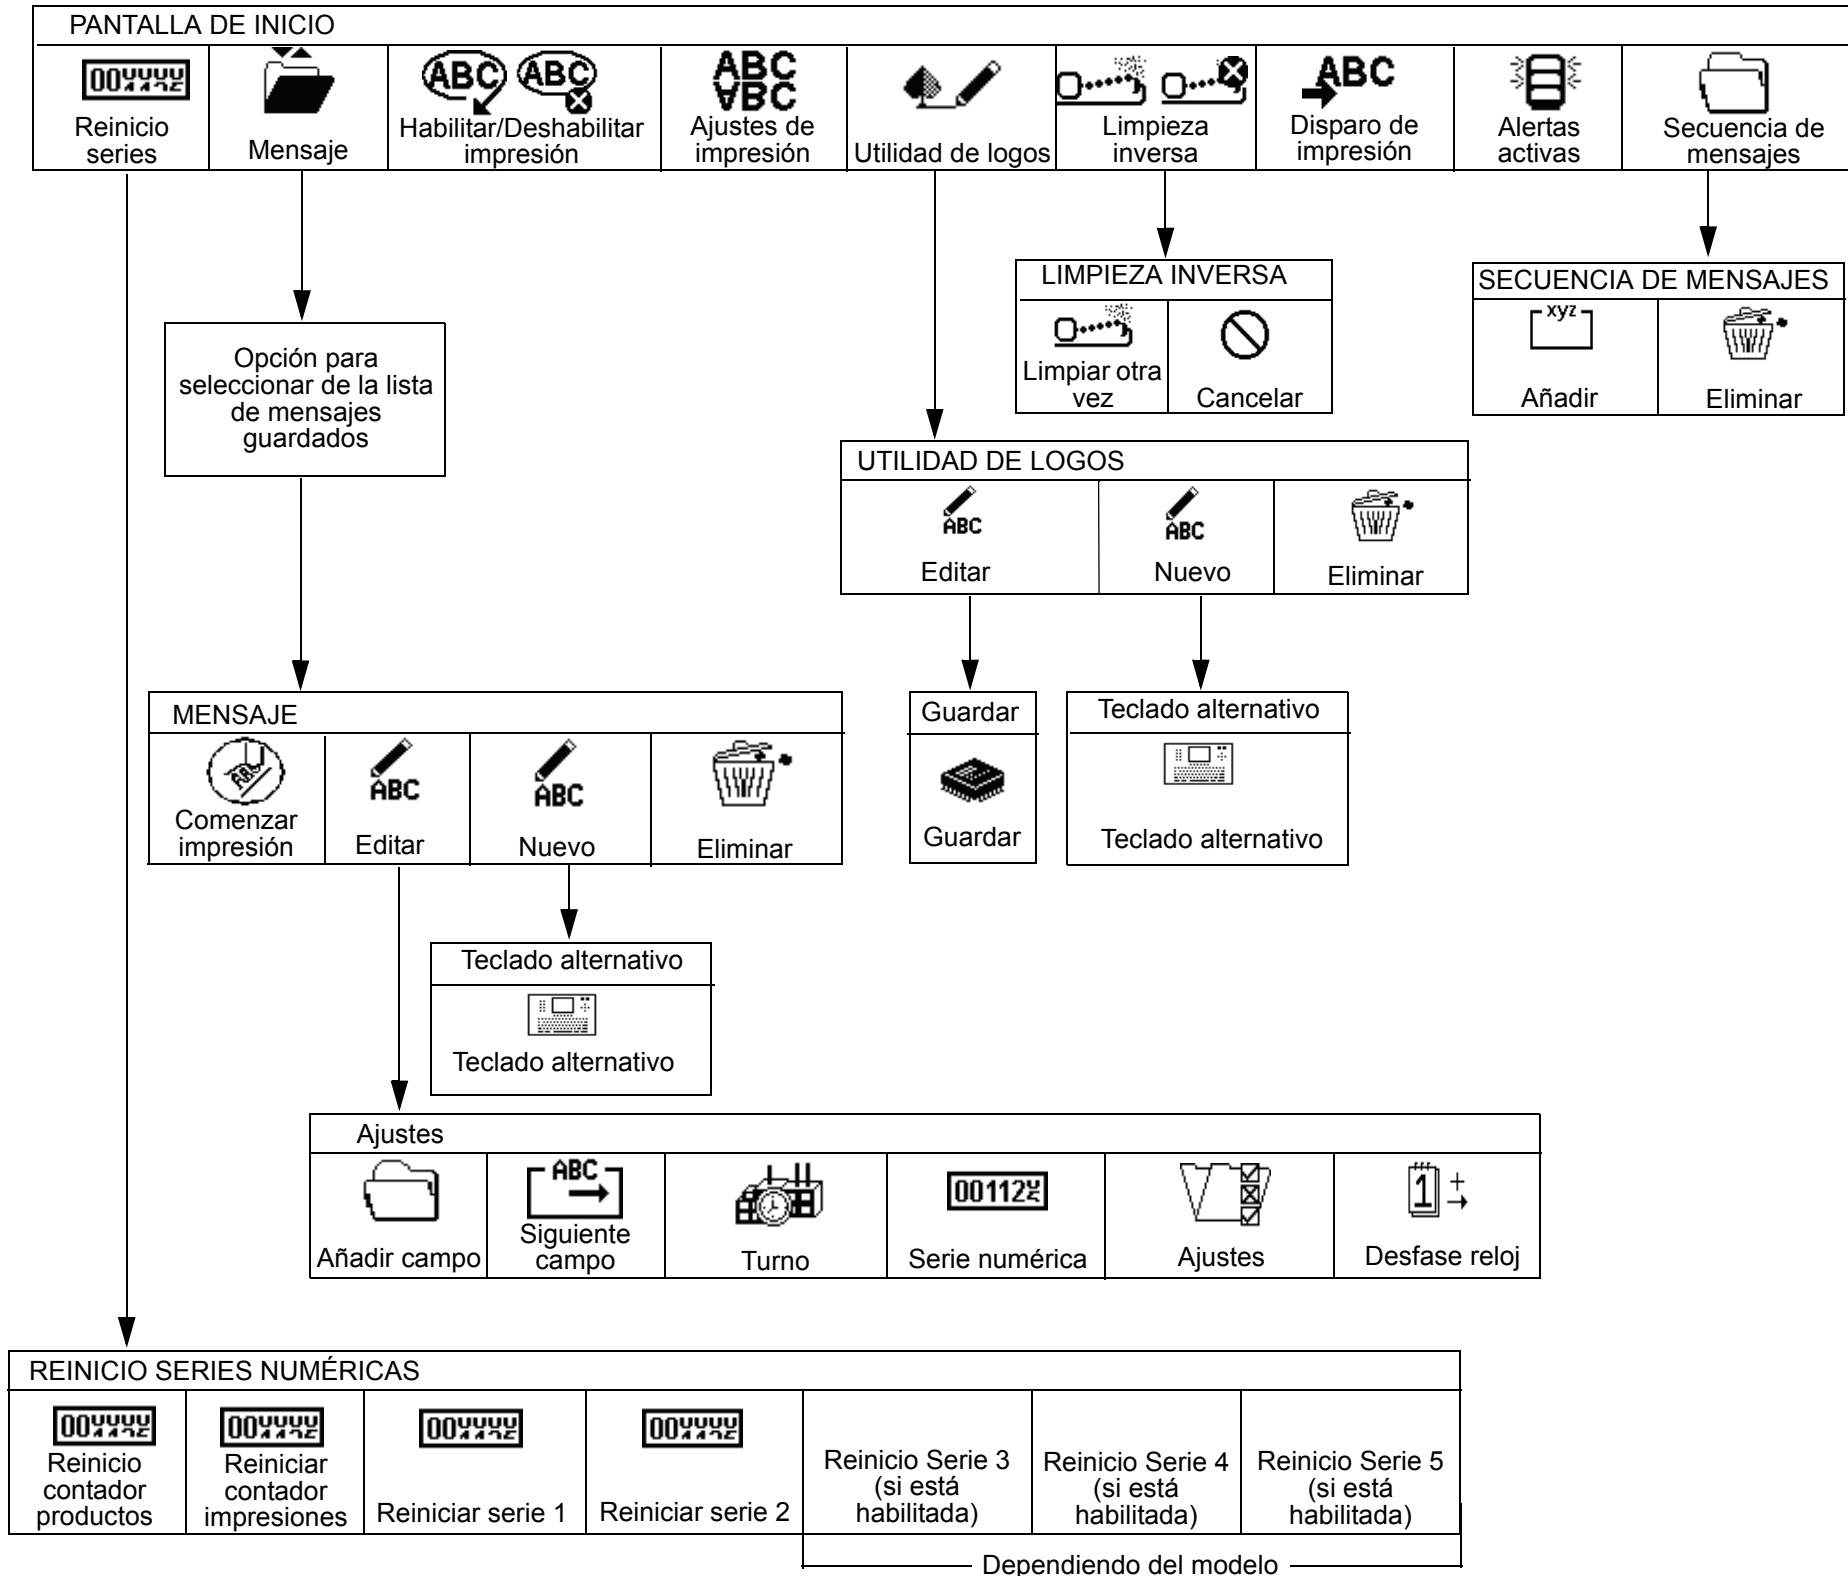 PANTALLA DE INICIO
Reinicio
series
Mensaje
ABC
ABC
Habilitar/Deshabilitar
impresión
ABC
Ajustes de
impresión
Utilidad de logos
Limpieza
inversa
ABC
Disparo de
impresión
Alertas
activas
Secuencia de
mensajes
Opción para
seleccionar de la lista
de mensajes
guardados
LIMPIEZA INVERSA
Limpiar otra
vez
Cancelar
SECUENCIA DE MENSAJES
xyz
Añadir
Eliminar
UTILIDAD DE LOGOS
ABC
Editar
ABC
Nuevo
Eliminar
MENSAJE
Comenzar
impresión
ABC
Editar
ABC
Nuevo
Eliminar
Guardar
Guardar
Teclado alternativo
Teclado alternativo
Teclado alternativo
Teclado alternativo
Ajustes
Añadir campo
ABC
Siguiente
campo
Turno
00112
Serie numérica
Ajustes
1
Desfase reloj
REINICIO SERIES NUMÉRICAS
Reinicio
contador
productos
Reiniciar
contador
impresiones
Reiniciar serie 1
Reiniciar serie 2
Reinicio Serie 3
(si está
habilitada)
Reinicio Serie 4
(si está
habilitada)
Reinicio Serie 5
(si está
habilitada)
Dependiendo del modelo